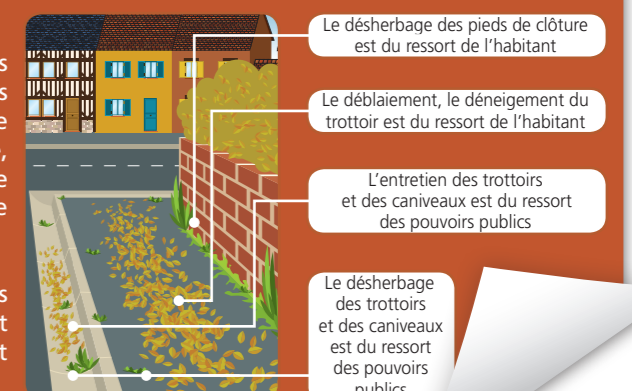 s
s
e
,
e
e
s
t
t
Le désherbage des pieds de clôture
est du ressort de l'habitant
Le déblaiement, le déneigement du
trottoir est du ressort de l'habitant
L'entretien des trottoirs
et des caniveaux est du ressort
des pouvoirs publics
Le désherbage
des trottoirs
et des caniveaux
est du ressort
des pouvoirs
publics